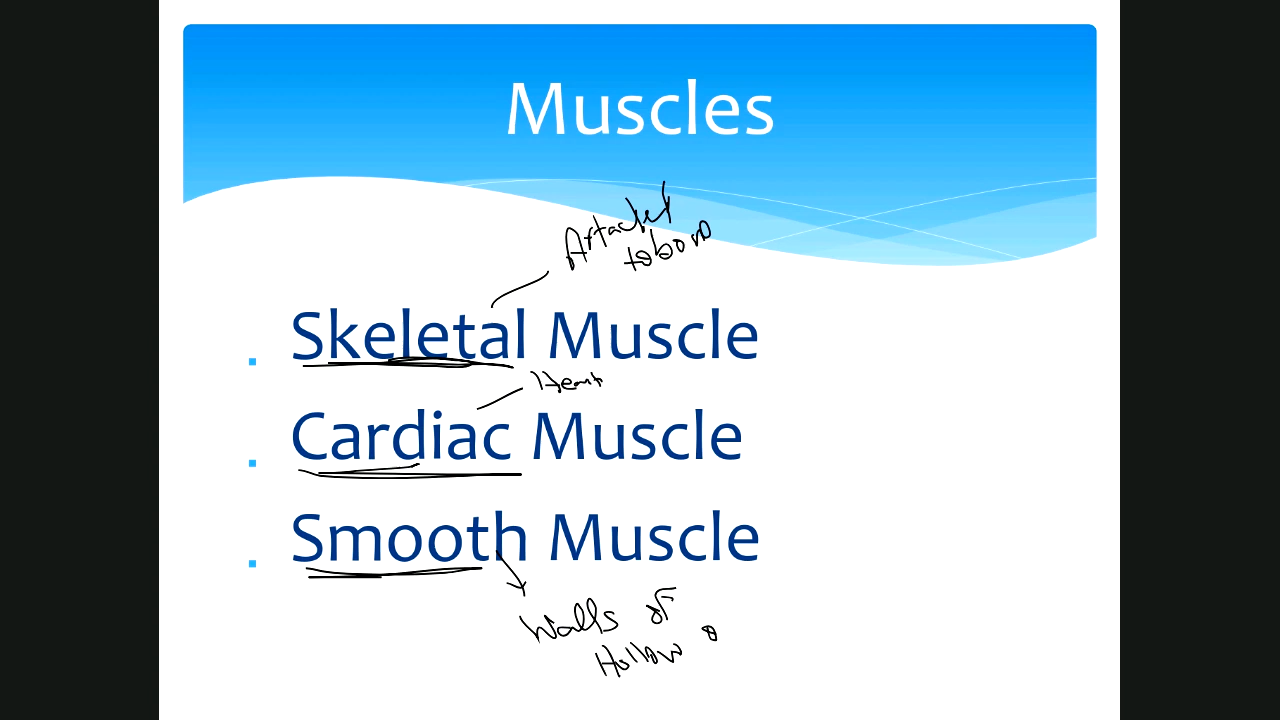 Muscles
Attached
to bone
Skeletal Muscle
Heart
Cardiac Muscle
Smooth Muscle
Walls of
Hollow o